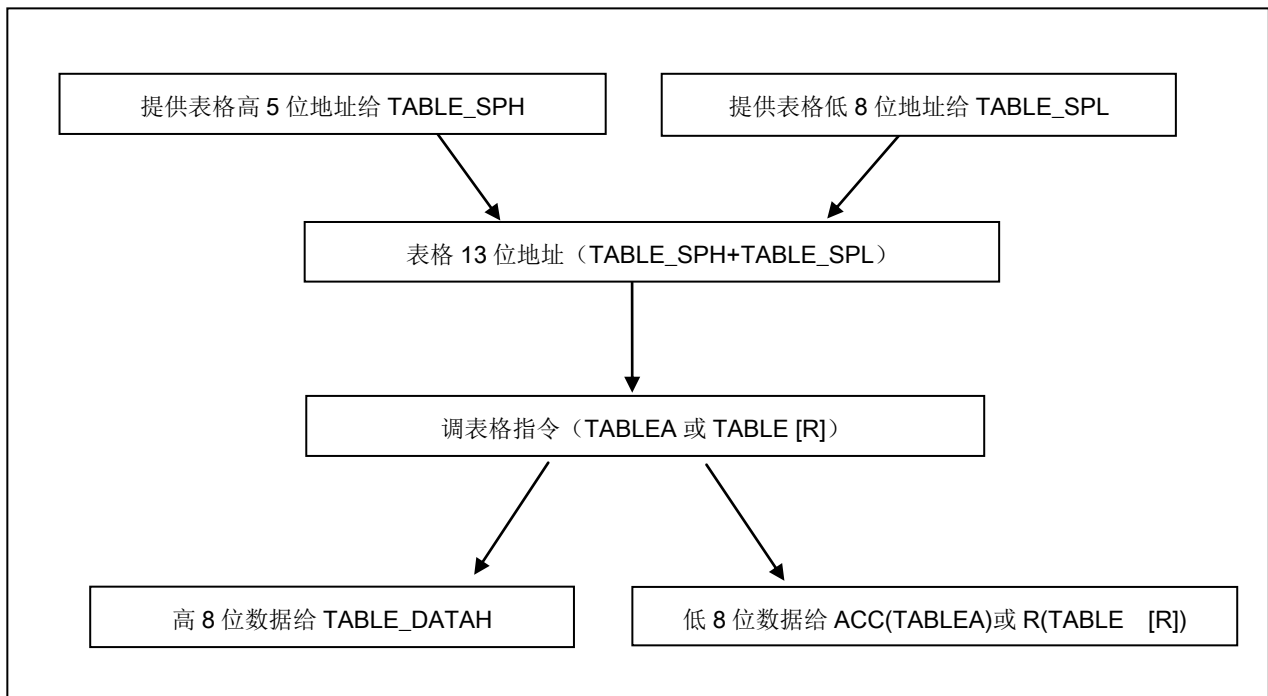 提供表格高 5 位地址给 TABLE_SPH
提供表格低 8 位地址给 TABLE_SPL
表格 13 位地址（TABLE_SPH+TABLE_SPL）
调表格指令（TABLEA 或 TABLE [R]）
高 8 位数据给 TABLE_DATAH
低 8 位数据给 ACC(TABLEA)或 R(TABLE [R])